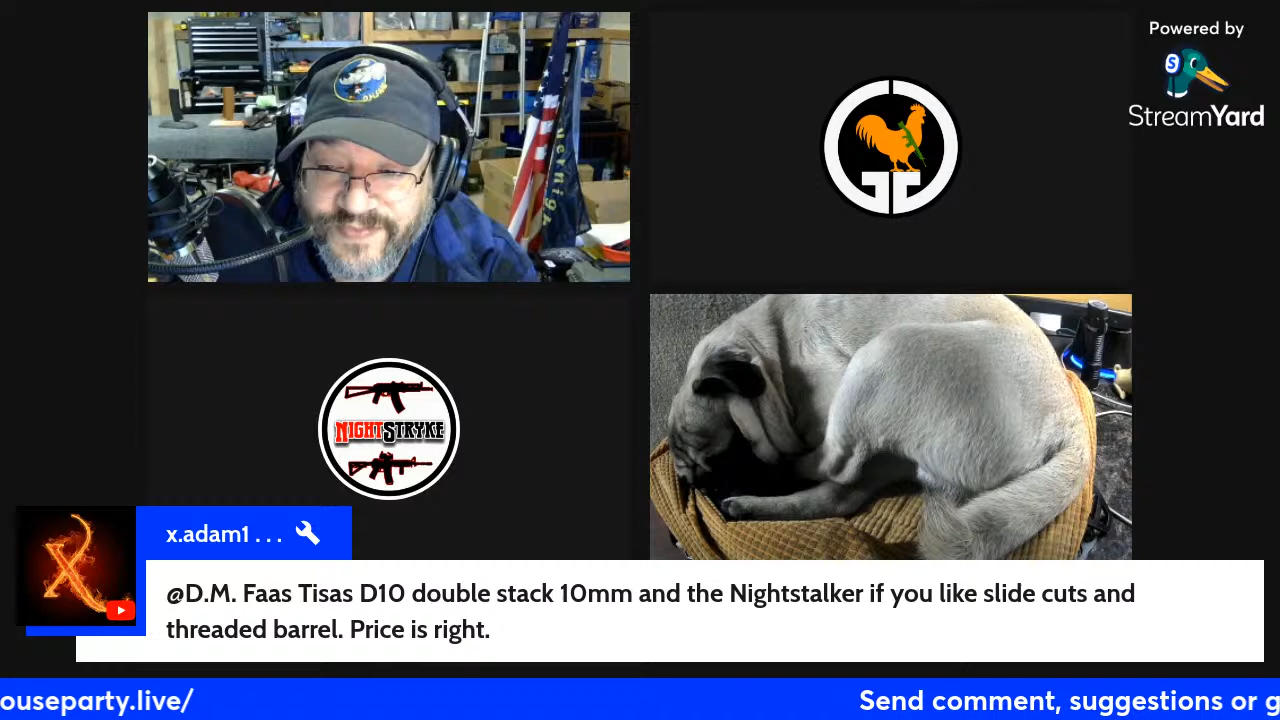 Powered by
StreamYard
GG
NIGHTSTRYKE
x.adam1 . . .
@D.M. Faas Tisas D10 double stack 10mm and the Nightstalker if you like slide cuts and
threaded barrel. Price is right.
ouseparty.live/
Send comment, suggestions or g